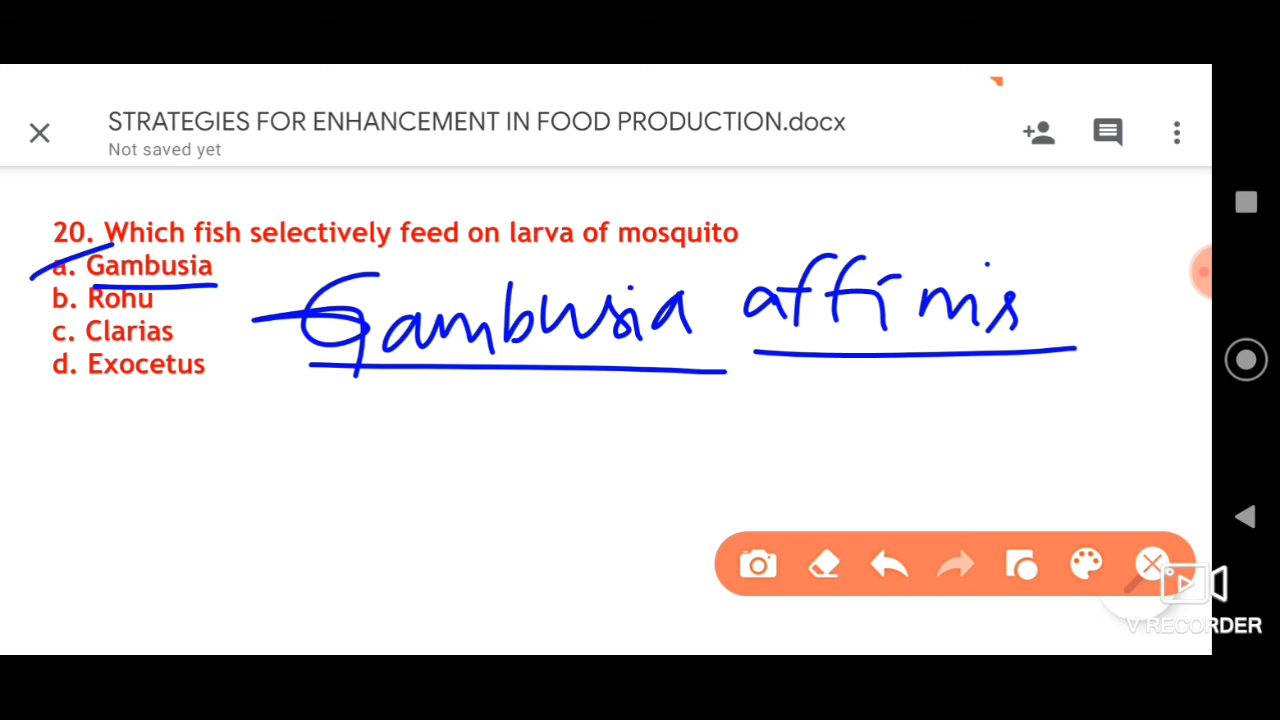 STRATEGIES FOR ENHANCEMENT IN FOOD PRODUCTION.docx
Not saved yet
20. Which fish selectively feed on larva of mosquito
a. Gambusia
b. Rohu
c. Clarias
d. Exocetus
Gambusia affinis
V RECORDER